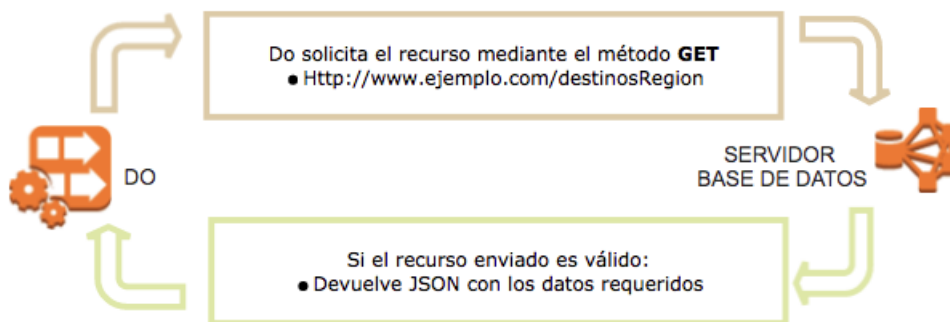 Do solicita el recurso mediante el método GET
● Http://www.ejemplo.com/destinosRegion
DO
SERVIDOR
BASE DE DATOS
Si el recurso enviado es válido:
● Devuelve JSON con los datos requeridos